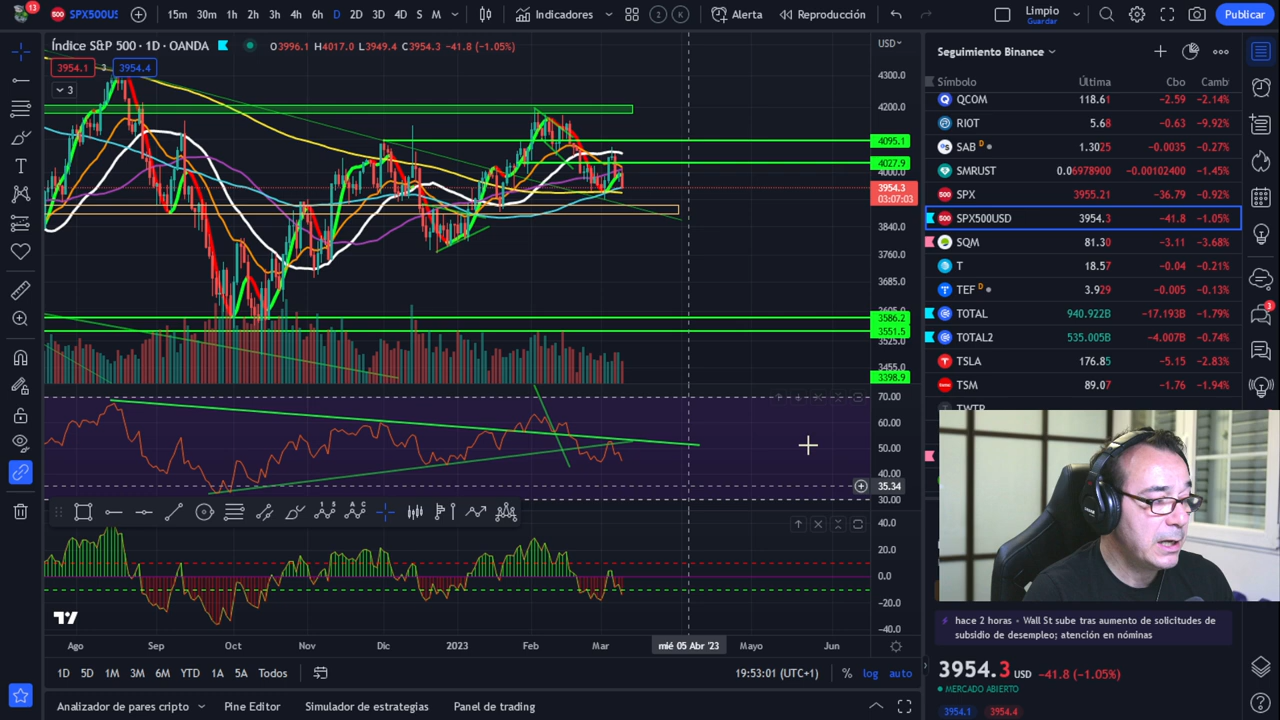 13
500 SPX500US
15m 30m 1h 2h 3h 4h 6h D 2D 3D 4D S M
Indicadores
2 K
Alerta
Reproducción
Limpio
Guardar
Publicar
Índice S&P 500 · 1D · OANDA
O3996.1 H4017.0 L3949.4 C3954.3 -41.8 (-1.05%)
3954.1 3 3954.4
3
USD
4300.0
4200.0
4095.1
4027.9
4000.0
3954.3
03:07:03
3840.0
3760.0
3685.0
3586.2
3551.5
3525.0
3455.0
3398.9
70.00
60.00
50.00
40.00
35.34
30.00
40.0
20.0
0.0
-20.0
-40.0
Ago Sep Oct Nov Dic 2023 Feb Mar mié 05 Abr '23 Mayo Jun
1D 5D 1M 3M 6M YTD 1A 5A Todos
19:53:01 (UTC+1) % log auto
Analizador de pares cripto Pine Editor Simulador de estrategias Panel de trading
Seguimiento Binance
Símbolo Última Cbo Camb
QCOM 118.61 -2.59 -2.14%
RIOT 5.68 -0.63 -9.92%
SAB D 1.3025 -0.0035 -0.27%
SMRUST 0.06978900 -0.00102400 -1.45%
500 SPX 3955.21 -36.79 -0.92%
500 SPX500USD 3954.3 -41.8 -1.05%
SQM 81.30 -3.11 -3.68%
T 18.57 -0.04 -0.21%
TEF D 3.929 -0.005 -0.13%
TOTAL 940.922B -17.193B -1.79%
TOTAL2 535.005B -4.007B -0.74%
TSLA 176.85 -5.15 -2.83%
TSM 89.07 -1.76 -1.94%
TWTR
3
hace 2 horas • Wall St sube tras aumento de solicitudes de
subsidio de desempleo; atención en nóminas
3954.3 USD -41.8 (-1.05%)
MERCADO ABIERTO
3954.1 3954.4